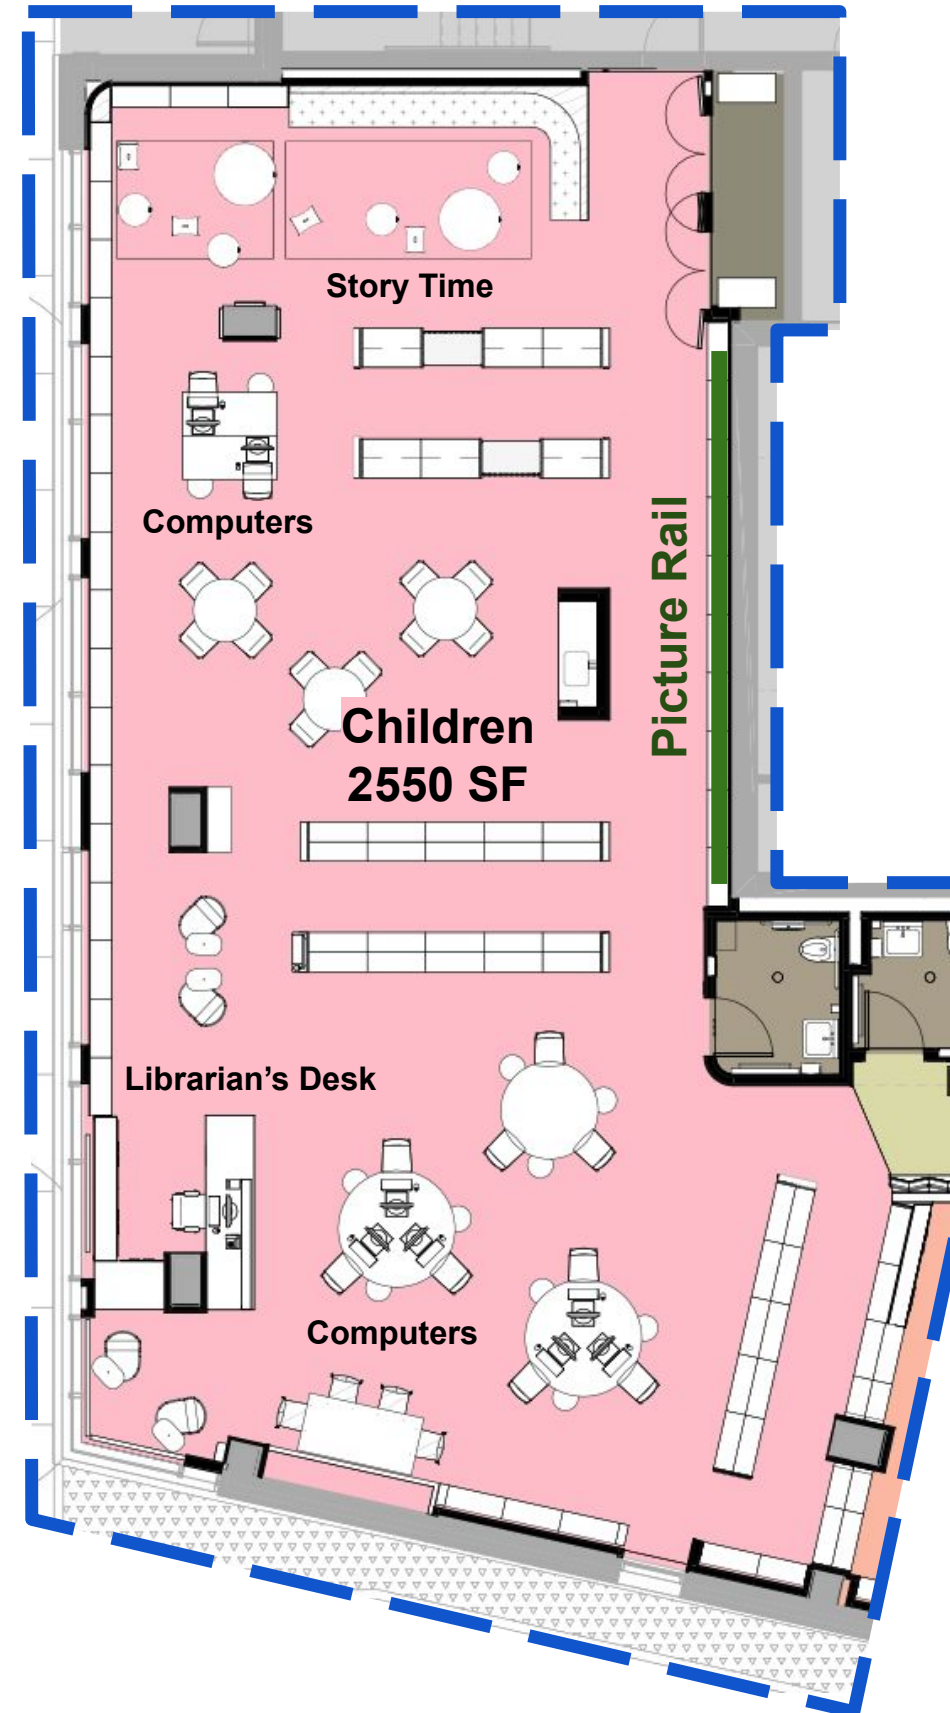 Story Time
Computers
Picture Rail
Children
2550 SF
Librarian’s Desk
Computers